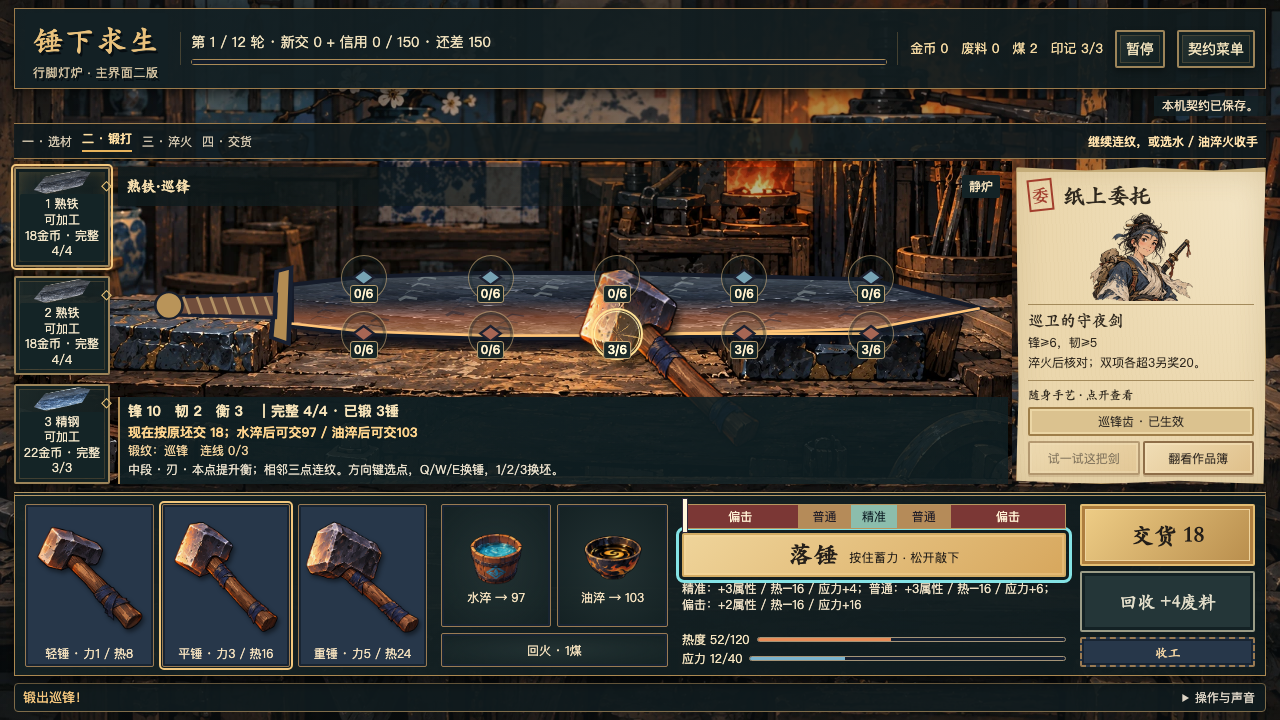 锤下求生
行脚灯炉 · 主界面二版
第 1 / 12 轮 · 新交 0 + 信用 0 / 150 · 还差 150
金币 0 废料 0 煤 2 印记 3/3
暂停
契约菜单
本机契约已保存。
一 · 选材 二 · 锻打 三 · 淬火 四 · 交货
继续连纹，或选水 / 油淬火收手
1 熟铁
可加工
18金币 · 完整
4/4
2 熟铁
可加工
18金币 · 完整
4/4
3 精钢
可加工
22金币 · 完整
3/3
熟铁·巡锋
静炉
0/6 0/6 0/6 0/6 0/6
0/6 0/6 3/6 3/6 3/6
锋 10 韧 2 衡 3 ｜完整 4/4 · 已锻 3锤
现在按原坯交 18；水淬后可交97 / 油淬后可交103
锻纹：巡锋 连线 0/3
中段 · 刃 · 本点提升衡；相邻三点连纹。方向键选点，Q/W/E换锤，1/2/3换坯。
委
纸上委托
巡卫的守夜剑
锋≥6，韧≥5
淬火后核对；双项各超3另奖20。
随身手艺 · 点开查看
巡锋齿 · 已生效
试一试这把剑
翻看作品簿
轻锤 · 力1 / 热8
平锤 · 力3 / 热16
重锤 · 力5 / 热24
水淬 → 97
油淬 → 103
回火 · 1煤
偏击 普通 精准 普通 偏击
落锤 按住蓄力 · 松开敲下
精准：+3属性 / 热−16 / 应力+4；普通：+3属性 / 热−16 / 应力+6；
偏击：+2属性 / 热−16 / 应力+16
热度 52/120
应力 12/40
交货 18
回收 +4废料
收工
锻出巡锋！
▶ 操作与声音